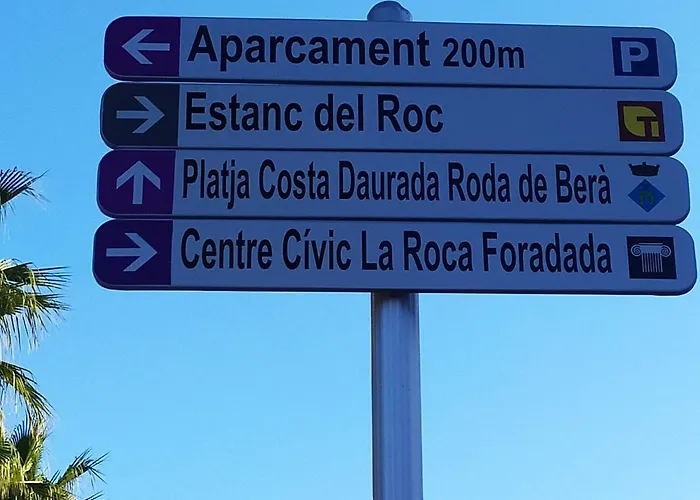 Aparcament 200m P
Estanc del Roc T
Platja Costa Daurada Roda de Berà
Centre Cívic La Roca Foradada